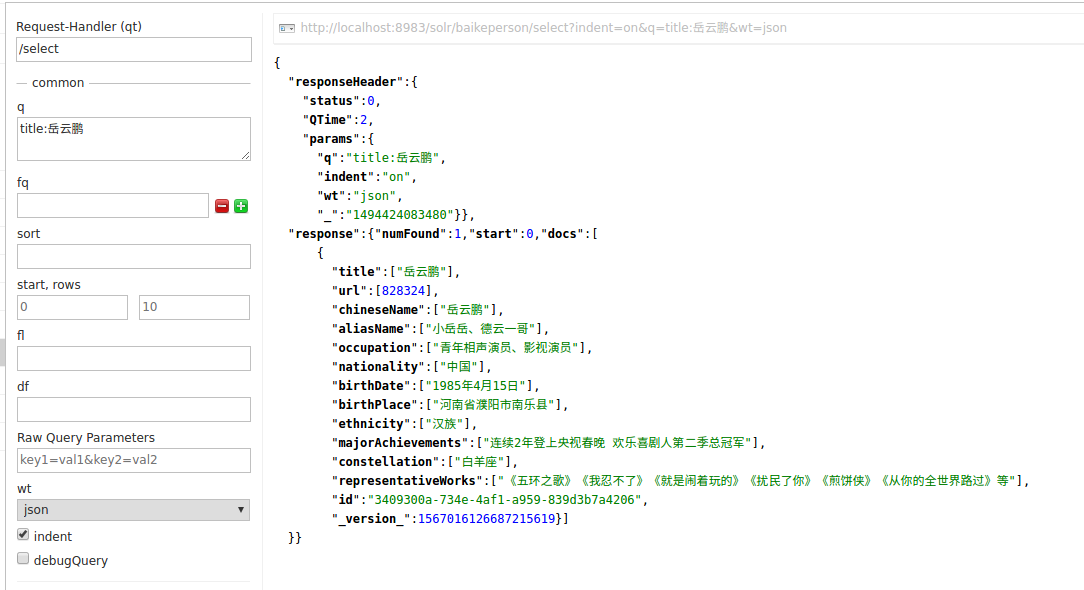 Request-Handler (qt)
/select
common
q
title:岳云鹏
fq
sort
start, rows
0
10
fl
df
Raw Query Parameters
key1=val1&key2=val2
wt
json
indent
debugQuery
http://localhost:8983/solr/baikeperson/select?indent=on&q=title:岳云鹏&wt=json
{
"responseHeader":{
"status":0,
"QTime":2,
"params":{
"q":"title:岳云鹏",
"indent":"on",
"wt":"json",
"_":"1494424083480"}},
"response":{"numFound":1,"start":0,"docs":[
{
"title":["岳云鹏"],
"url":[828324],
"chineseName":["岳云鹏"],
"aliasName":["小岳岳、德云一哥"],
"occupation":["青年相声演员、影视演员"],
"nationality":["中国"],
"birthDate":["1985年4月15日"],
"birthPlace":["河南省濮阳市南乐县"],
"ethnicity":["汉族"],
"majorAchievements":["连续2年登上央视春晚 欢乐喜剧人第二季总冠军"],
"constellation":["白羊座"],
"representativeWorks":["《五环之歌》《我忍不了》《就是闹着玩的》《扰民了你》《煎饼侠》《从你的全世界路过》等"],
"id":"3409300a-734e-4af1-a959-839d3b7a4206",
"_version_":1567016126687215619}]
}}